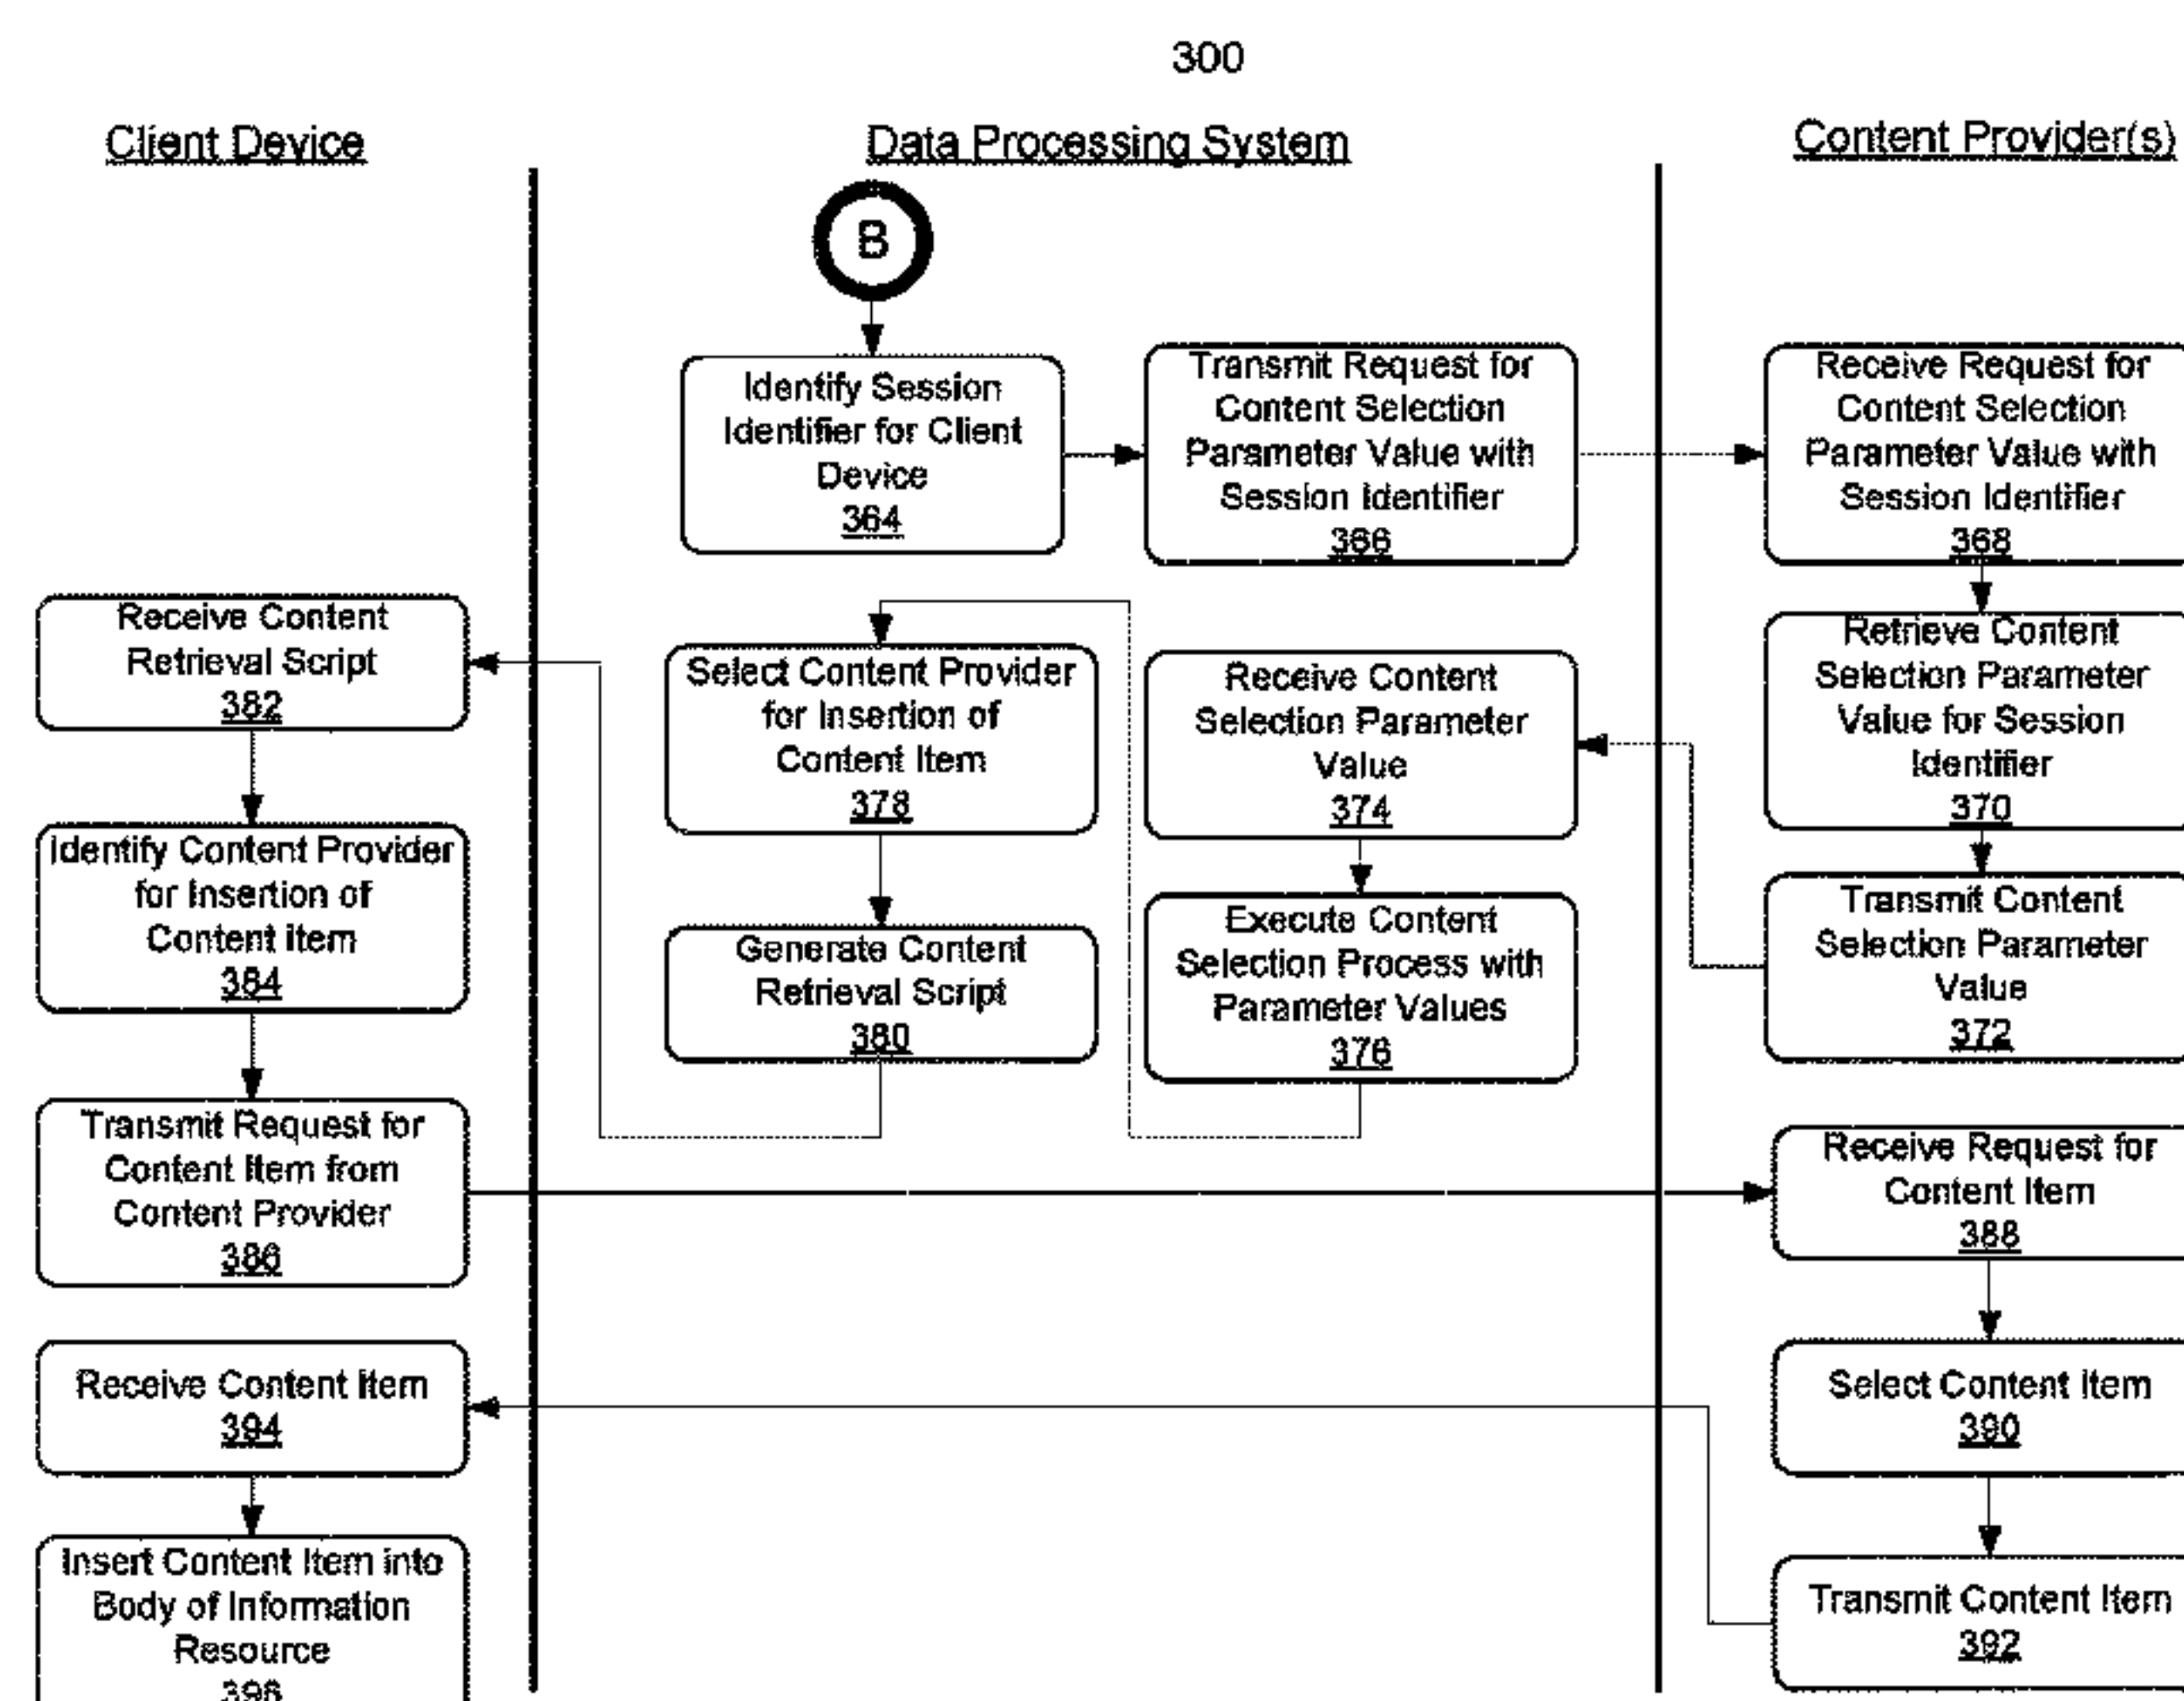 300
Client Device
Data Processing System
Content Provider(s)
B
Identify Session
Identifier for Client
Device
364
Transmit Request for
Content Selection
Parameter Value with
Session Identifier
366
Receive Request for
Content Selection
Parameter Value with
Session Identifier
368
Receive Content
Retrieval Script
382
Select Content Provider
for Insertion of
Content Item
378
Receive Content
Selection Parameter
Value
374
Retrieve Content
Selection Parameter
Value for Session
Identifier
370
Identify Content Provider
for Insertion of
Content Item
384
Generate Content
Retrieval Script
380
Execute Content
Selection Process with
Parameter Values
376
Transmit Content
Selection Parameter
Value
372
Transmit Request for
Content Item from
Content Provider
386
Receive Request for
Content Item
388
Receive Content Item
394
Select Content Item
390
Insert Content Item into
Body of Information
Resource
396
Transmit Content Item
392